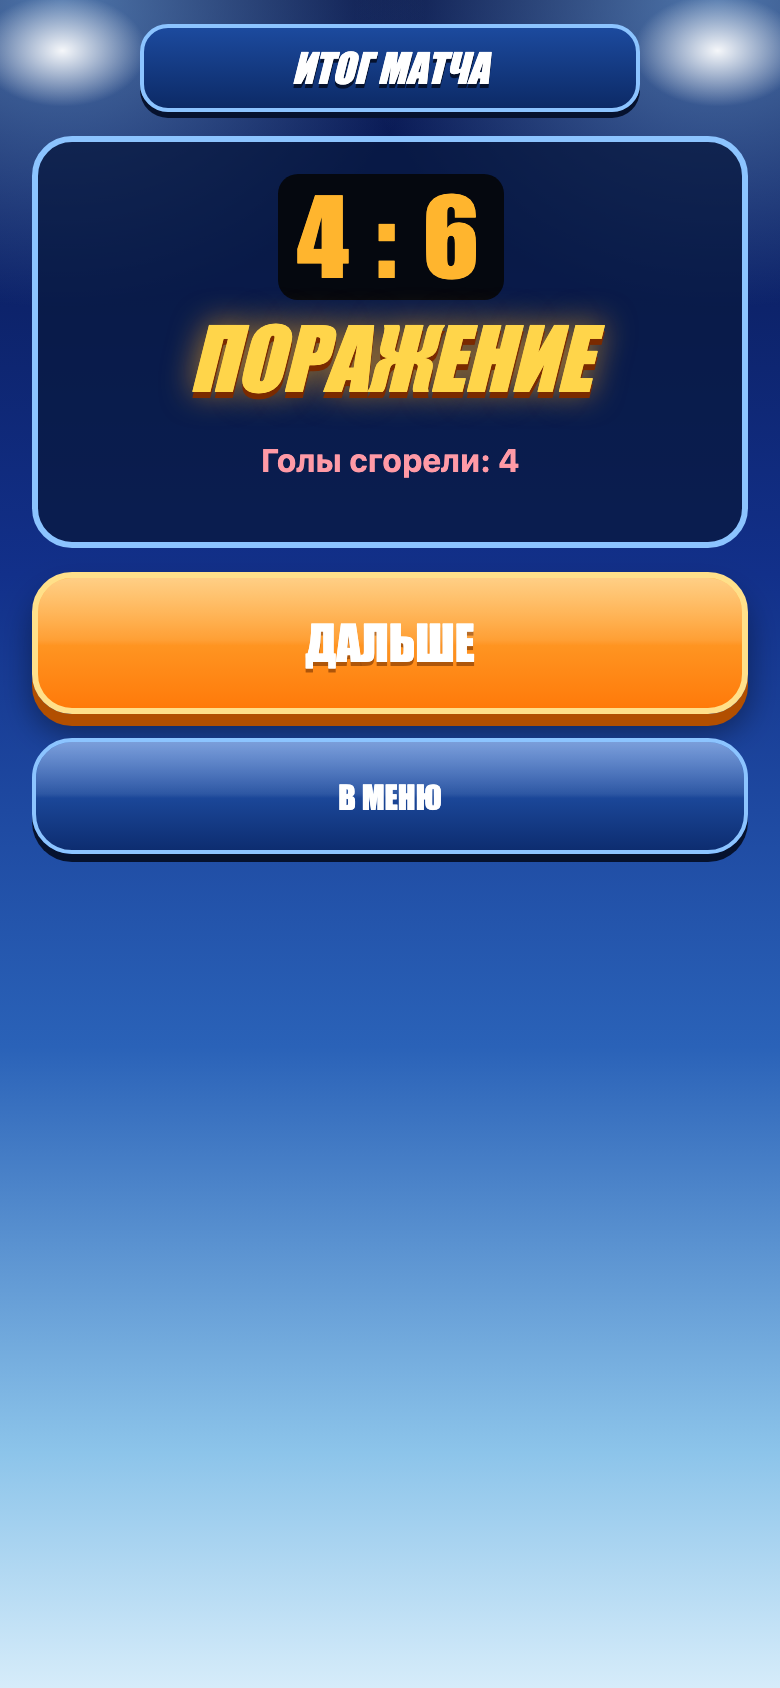 ИТОГ МАТЧА
4 : 6
ПОРАЖЕНИЕ
Голы сгорели: 4
ДАЛЬШЕ
В МЕНЮ